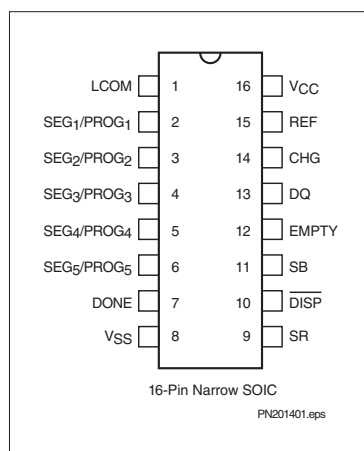 LCOM 1 16 VCC
SEG1/PROG1 2 15 REF
SEG2/PROG2 3 14 CHG
SEG3/PROG3 4 13 DQ
SEG4/PROG4 5 12 EMPTY
SEG5/PROG5 6 11 SB
DONE 7 10 DISP
VSS 8 9 SR
16-Pin Narrow SOIC
PN201401.eps